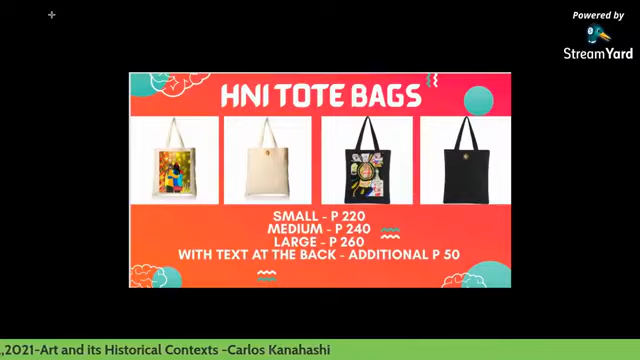 Powered by
StreamYard
HNI TOTE BAGS
SMALL - P 220
MEDIUM - P 240
LARGE - P 260
WITH TEXT AT THE BACK - ADDITIONAL P 50
,2021-Art and its Historical Contexts -Carlos Kanahashi